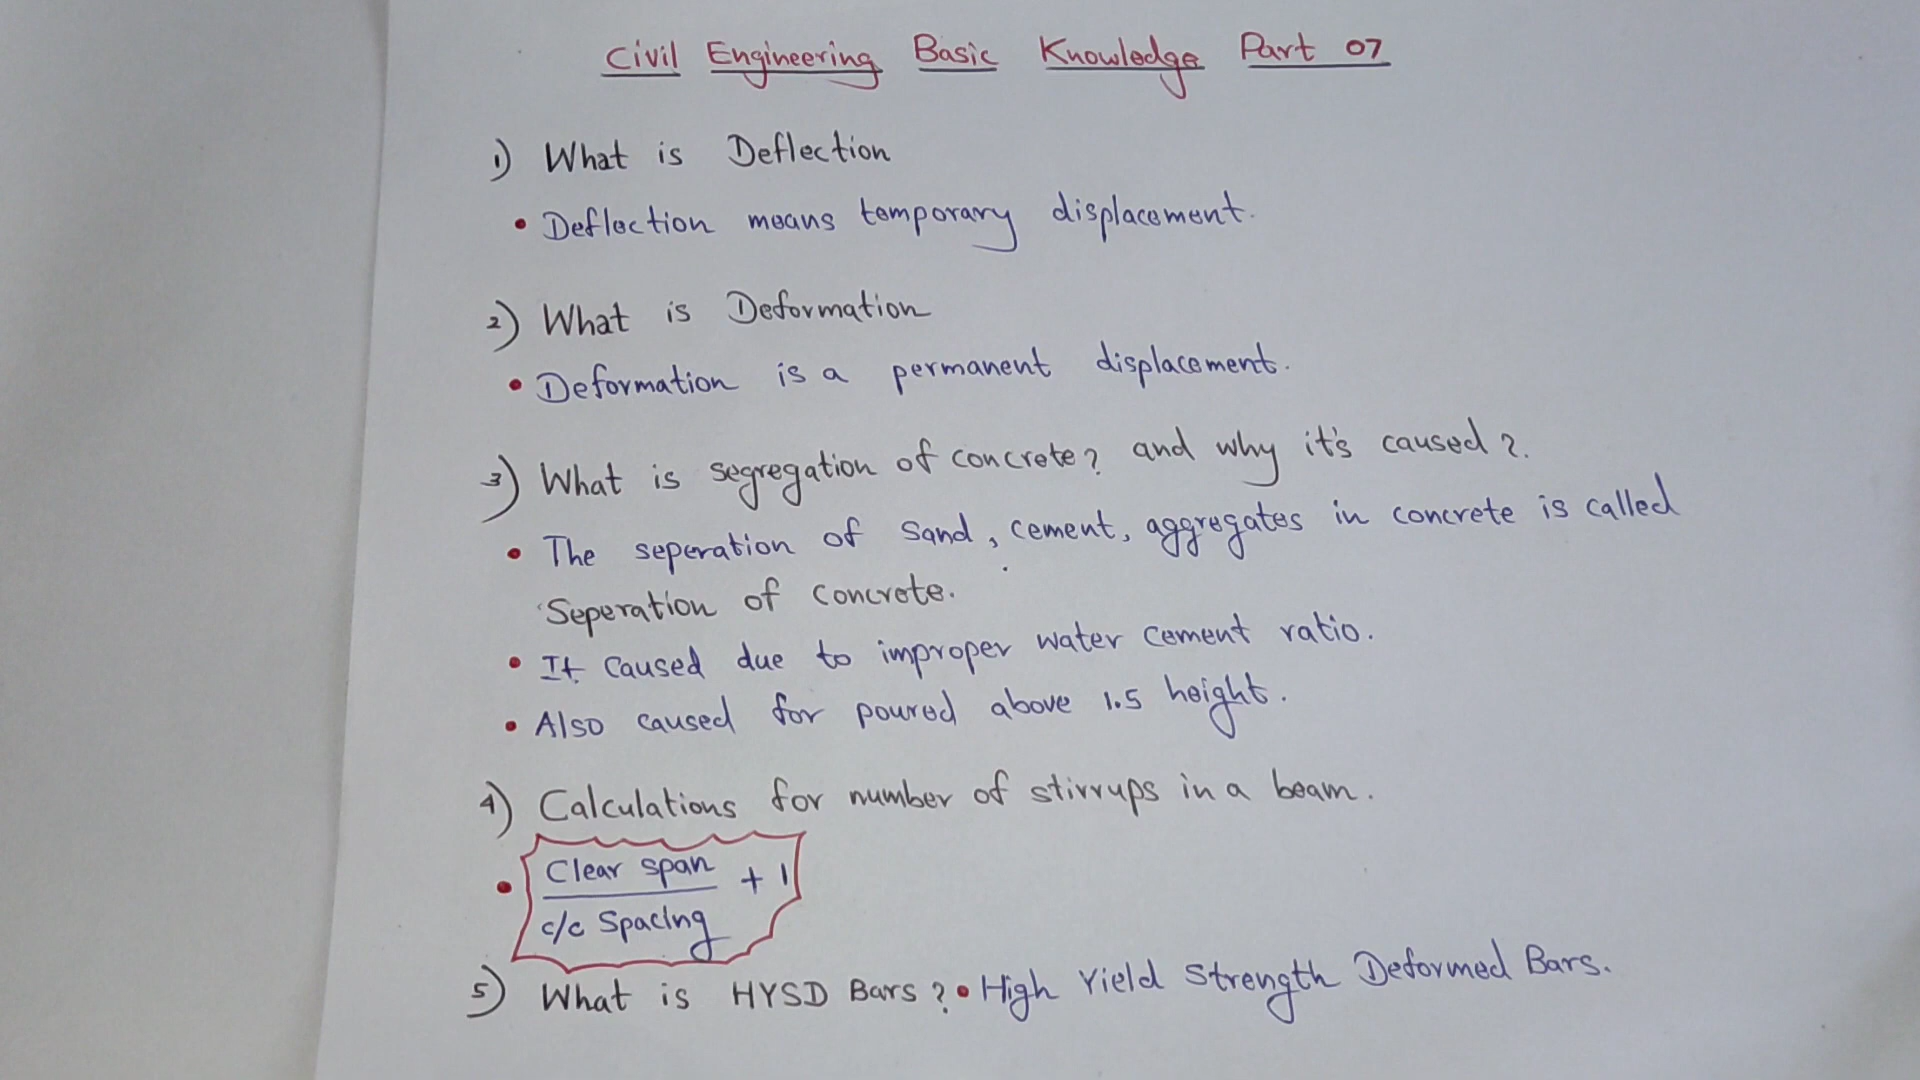 Civil Engineering Basic Knowledge Part 07
1) What is Deflection
• Deflection means temporary displacement.
2) What is Deformation
• Deformation is a permanent displacement.
3) What is segregation of concrete? and why it's caused?
• The seperation of sand, cement, aggregates in concrete is called
Seperation of concrete.
• It caused due to improper water cement ratio.
• Also caused for poured above 1.5 height.
4) Calculations for number of stirrups in a beam.
• Clear span + 1
c/c Spacing
5) What is HYSD Bars? • High Yield Strength Deformed Bars.